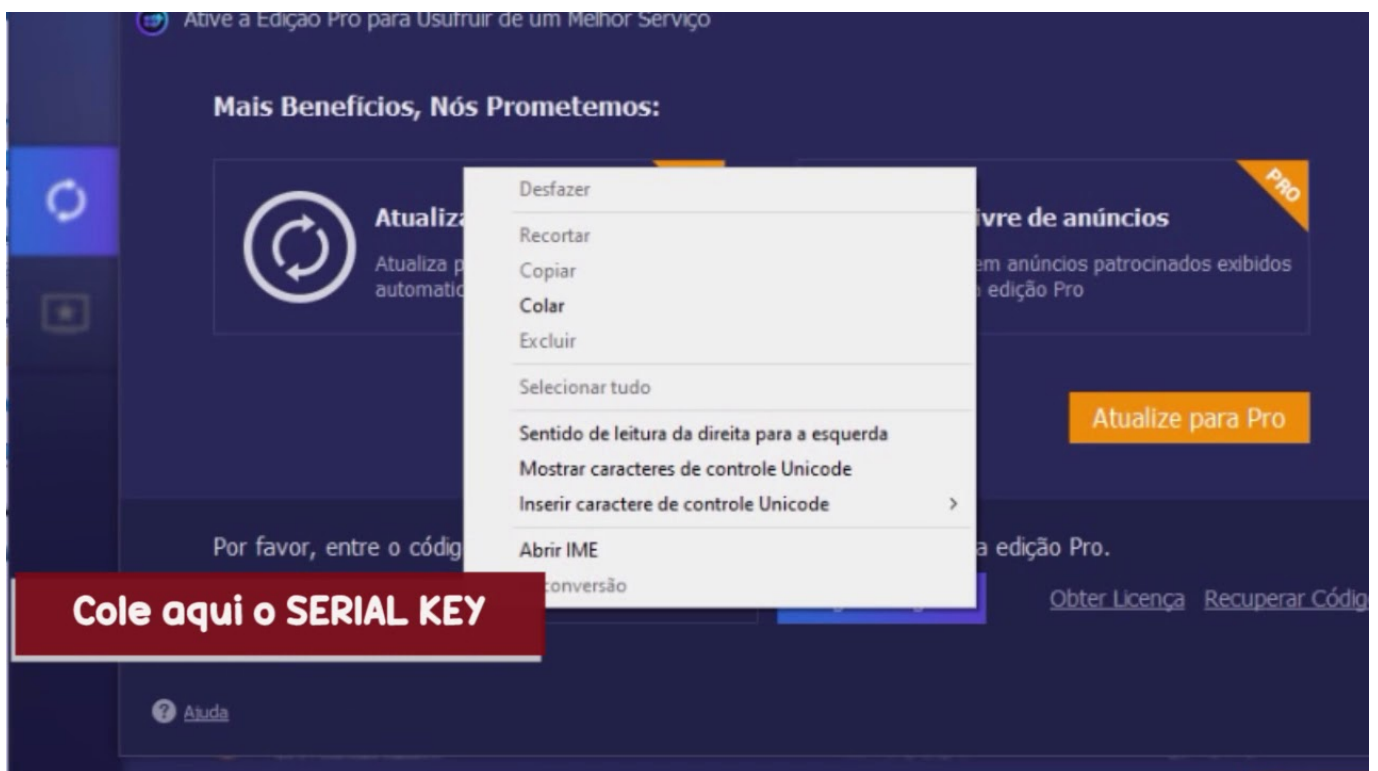 Ative a Edição Pro para Usufruir de um Melhor Serviço
Mais Benefícios, Nós Prometemos:
PRO
Atualiza
Atualiza p
automatic
ivre de anúncios
em anúncios patrocinados exibidos
edição Pro
Desfazer
Recortar
Copiar
Colar
Excluir
Selecionar tudo
Sentido de leitura da direita para a esquerda
Mostrar caracteres de controle Unicode
Inserir caractere de controle Unicode
Abrir IME
conversão
Atualize para Pro
Por favor, entre o códig
a edição Pro.
Cole aqui o SERIAL KEY
Obter Licença Recuperar Códig
Ajuda